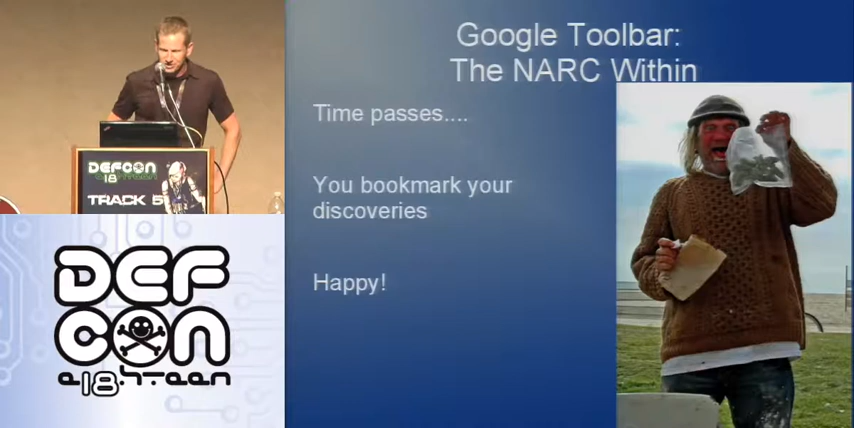 Google Toolbar:
The NARC Within
Time passes....
You bookmark your
discoveries
Happy!
DEFCON
18
TRACK 5
DEF
CON
e18hteen